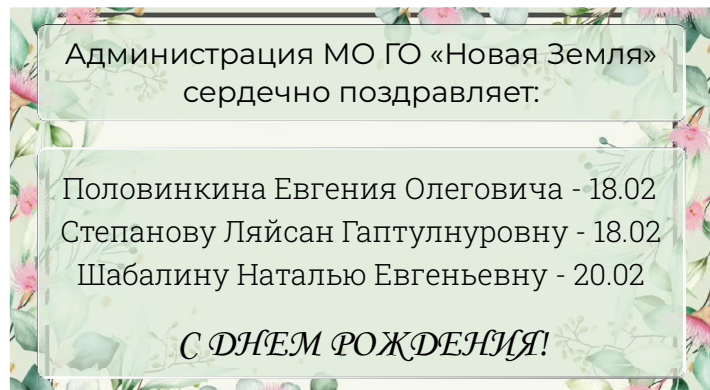 Администрация МО ГО «Новая Земля»
сердечно поздравляет:
Половинкина Евгения Олеговича - 18.02
Степанову Ляйсан Гаптулнуровну - 18.02
Шабалину Наталью Евгеньевну - 20.02
С ДНЕМ РОЖДЕНИЯ!